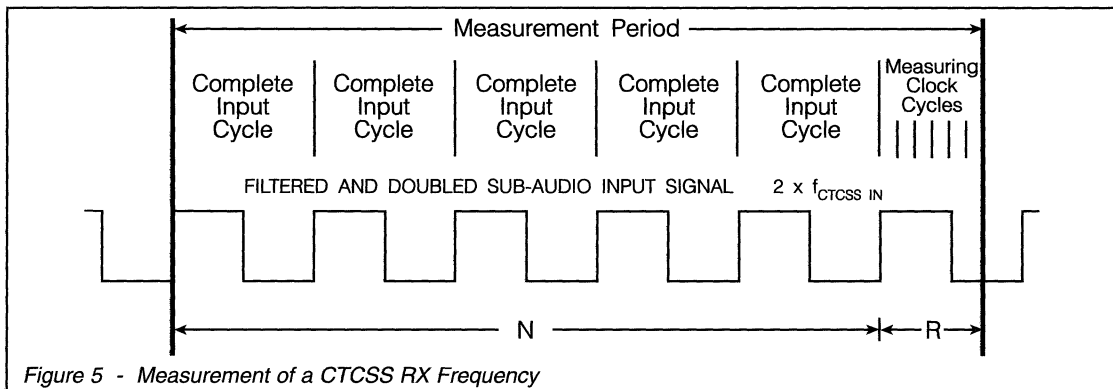 Measurement Period
Complete Input Cycle
Complete Input Cycle
Complete Input Cycle
Complete Input Cycle
Complete Input Cycle
Measuring Clock Cycles
FILTERED AND DOUBLED SUB-AUDIO INPUT SIGNAL 2 x fCTCSS IN
N
R
Figure 5 - Measurement of a CTCSS RX Frequency